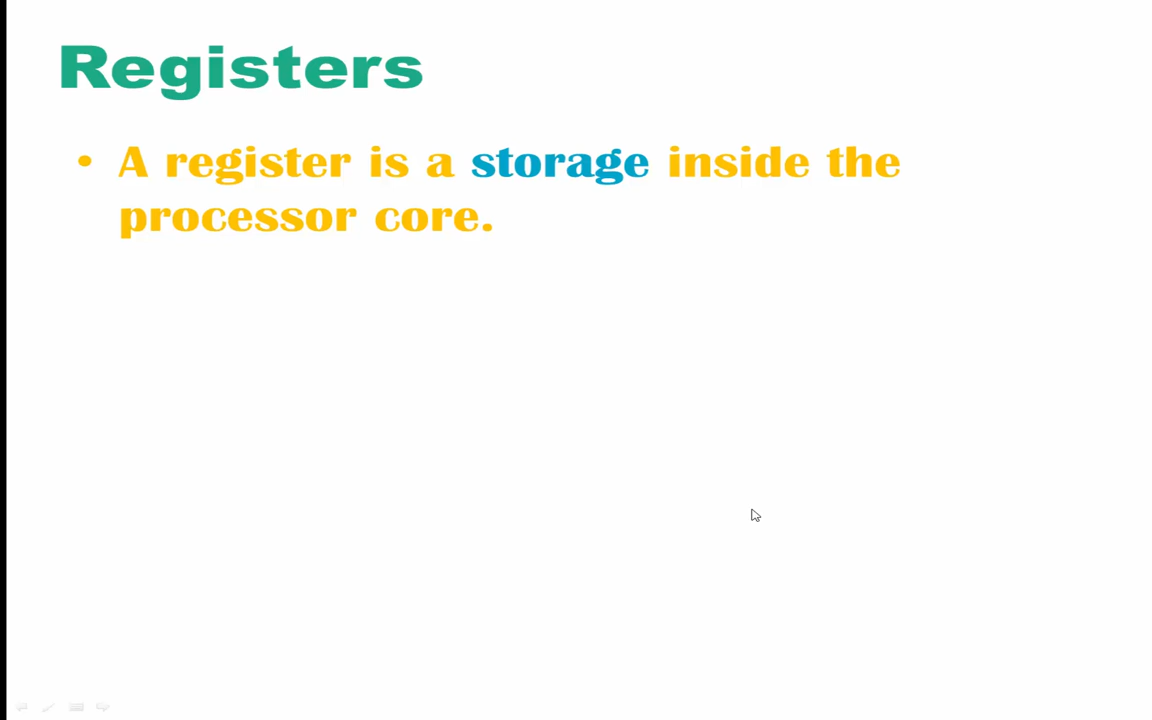 Registers
• A register is a storage inside the
processor core.